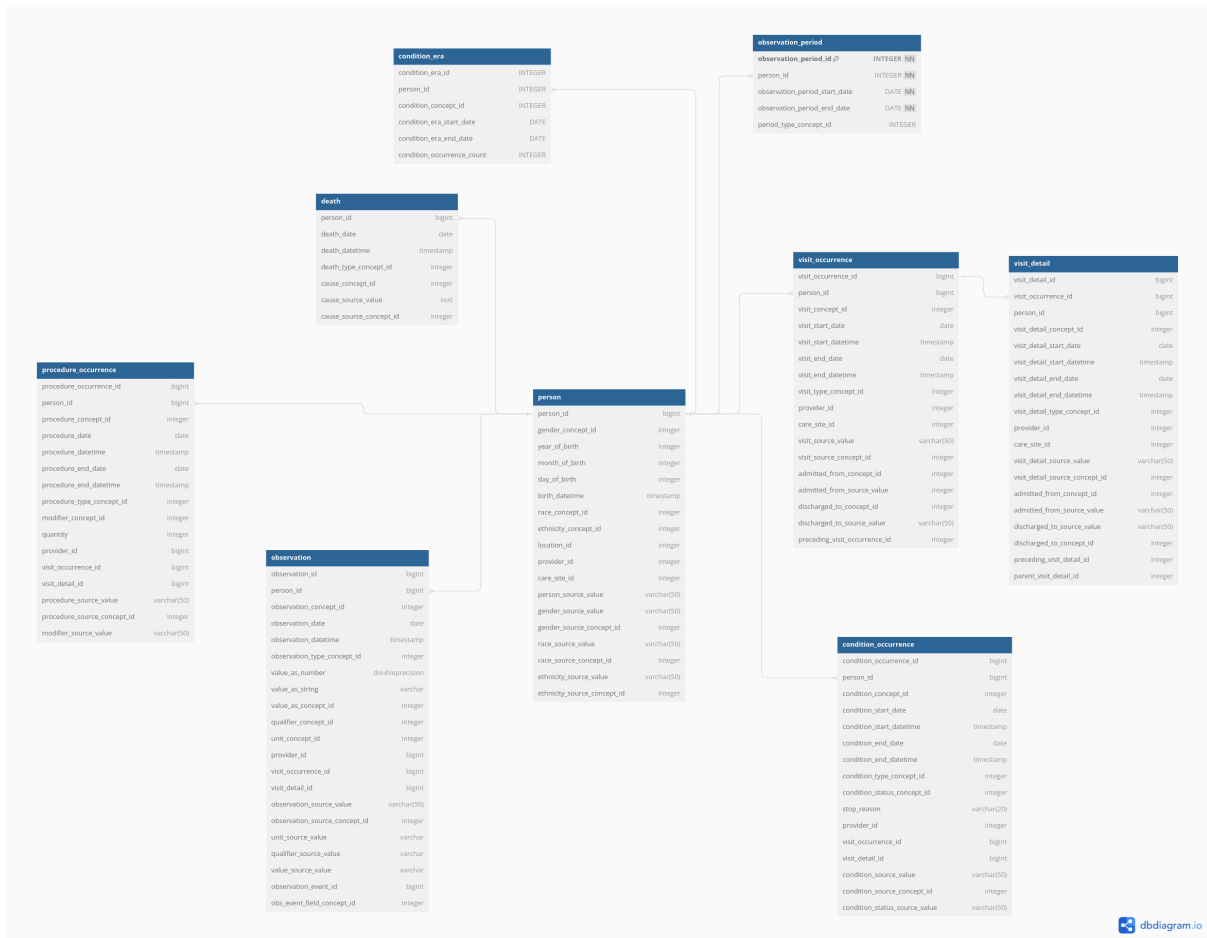 condition_era
condition_era_id INTEGER
person_id INTEGER
condition_concept_id INTEGER
condition_era_start_date DATE
condition_era_end_date DATE
condition_occurrence_count INTEGER
observation_period
observation_period_id INTEGER NN
person_id INTEGER NN
observation_period_start_date DATE NN
observation_period_end_date DATE NN
period_type_concept_id INTEGER
death
person_id bigint
death_date date
death_datetime timestamp
death_type_concept_id integer
cause_concept_id integer
cause_source_value text
cause_source_concept_id integer
visit_occurrence
visit_occurrence_id bigint
person_id bigint
visit_concept_id integer
visit_start_date date
visit_start_datetime timestamp
visit_end_date date
visit_end_datetime timestamp
visit_type_concept_id integer
provider_id integer
care_site_id integer
visit_source_value varchar(50)
visit_source_concept_id integer
admitted_from_concept_id integer
admitted_from_source_value integer
discharged_to_concept_id integer
discharged_to_source_value varchar(50)
preceding_visit_occurrence_id integer
visit_detail
visit_detail_id bigint
visit_occurrence_id bigint
person_id bigint
visit_detail_concept_id integer
visit_detail_start_date date
visit_detail_start_datetime timestamp
visit_detail_end_date date
visit_detail_end_datetime timestamp
visit_detail_type_concept_id integer
provider_id integer
care_site_id integer
visit_detail_source_value varchar(50)
visit_detail_source_concept_id integer
admitted_from_concept_id integer
admitted_from_source_value varchar(50)
discharged_to_source_value varchar(50)
discharged_to_concept_id integer
preceding_visit_detail_id integer
parent_visit_detail_id integer
procedure_occurrence
procedure_occurrence_id bigint
person_id bigint
procedure_concept_id integer
procedure_date date
procedure_datetime timestamp
procedure_end_date date
procedure_end_datetime timestamp
procedure_type_concept_id integer
modifier_concept_id integer
quantity integer
provider_id bigint
visit_occurrence_id bigint
visit_detail_id bigint
procedure_source_value varchar(50)
procedure_source_concept_id integer
modifier_source_value varchar(50)
person
person_id bigint
gender_concept_id integer
year_of_birth integer
month_of_birth integer
day_of_birth integer
birth_datetime timestamp
race_concept_id integer
ethnicity_concept_id integer
location_id integer
provider_id integer
care_site_id integer
person_source_value varchar(50)
gender_source_value varchar(50)
gender_source_concept_id integer
race_source_value varchar(50)
race_source_concept_id integer
ethnicity_source_value varchar(50)
ethnicity_source_concept_id integer
observation
observation_id bigint
person_id bigint
observation_concept_id integer
observation_date date
observation_datetime timestamp
observation_type_concept_id integer
value_as_number doubleprecision
value_as_string varchar
value_as_concept_id integer
qualifier_concept_id integer
unit_concept_id integer
provider_id bigint
visit_occurrence_id bigint
visit_detail_id bigint
observation_source_value varchar(50)
observation_source_concept_id integer
unit_source_value varchar
qualifier_source_value varchar
value_source_value varchar
observation_event_id bigint
obs_event_field_concept_id integer
condition_occurrence
condition_occurrence_id bigint
person_id bigint
condition_concept_id integer
condition_start_date date
condition_start_datetime timestamp
condition_end_date date
condition_end_datetime timestamp
condition_type_concept_id integer
condition_status_concept_id integer
stop_reason varchar(20)
provider_id integer
visit_occurrence_id bigint
visit_detail_id bigint
condition_source_value varchar(50)
condition_source_concept_id integer
condition_status_source_value varchar(50)
dbdiagram.io